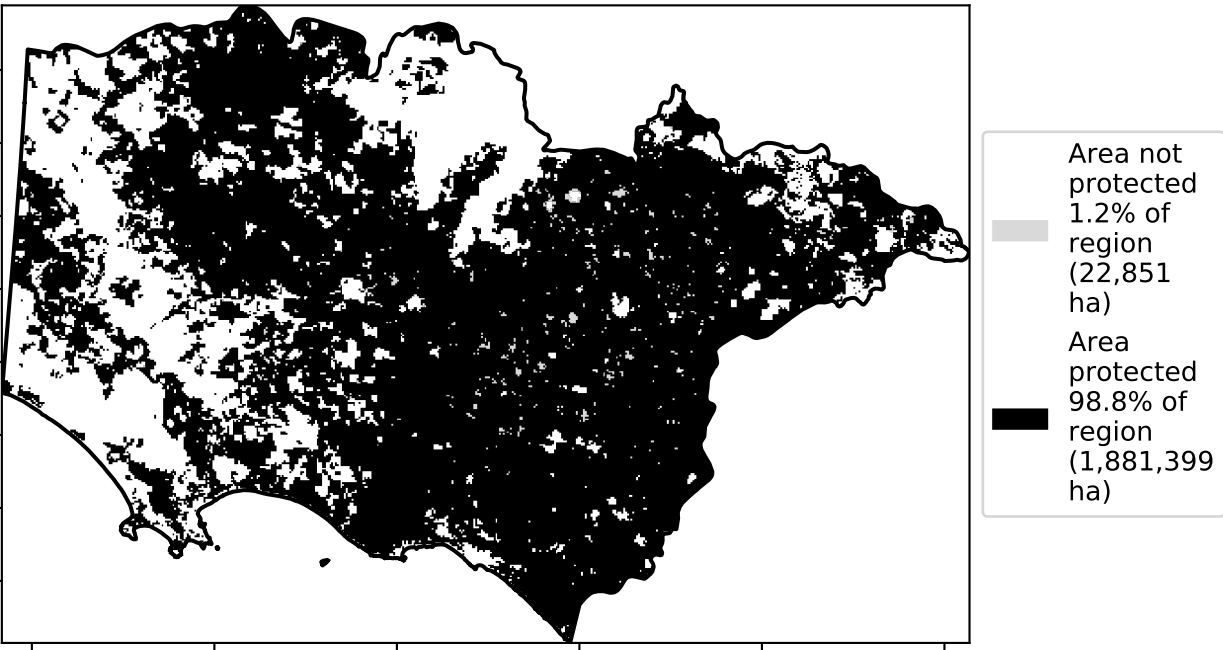 Area not
protected
1.2% of
region
(22,851
ha)
Area
protected
98.8% of
region
(1,881,399
ha)